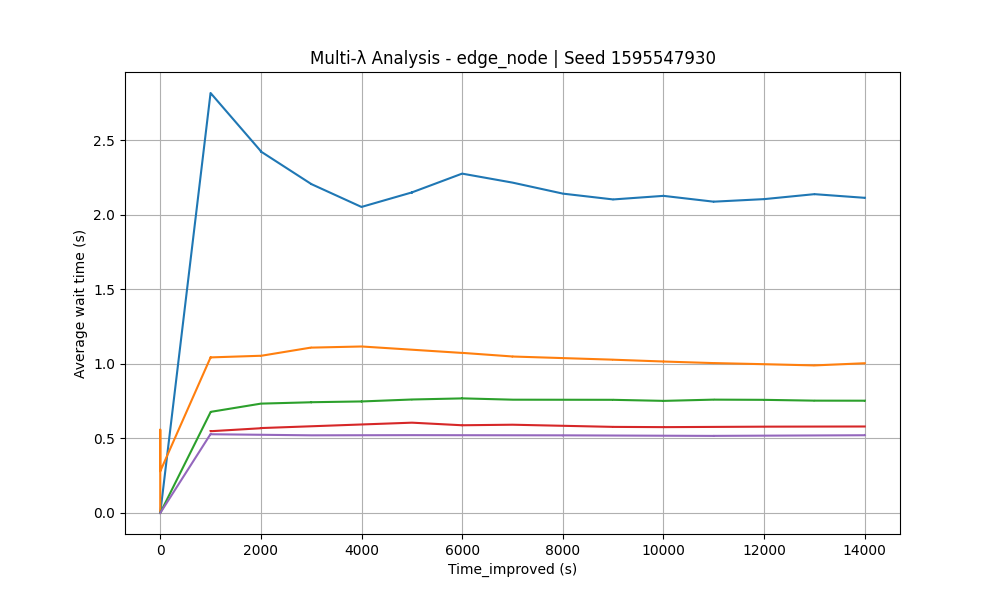 Multi-λ Analysis - edge_node | Seed 1595547930
Average wait time (s)
2.5
2.0
1.5
1.0
0.5
0.0
0 2000 4000 6000 8000 10000 12000 14000
Time_improved (s)